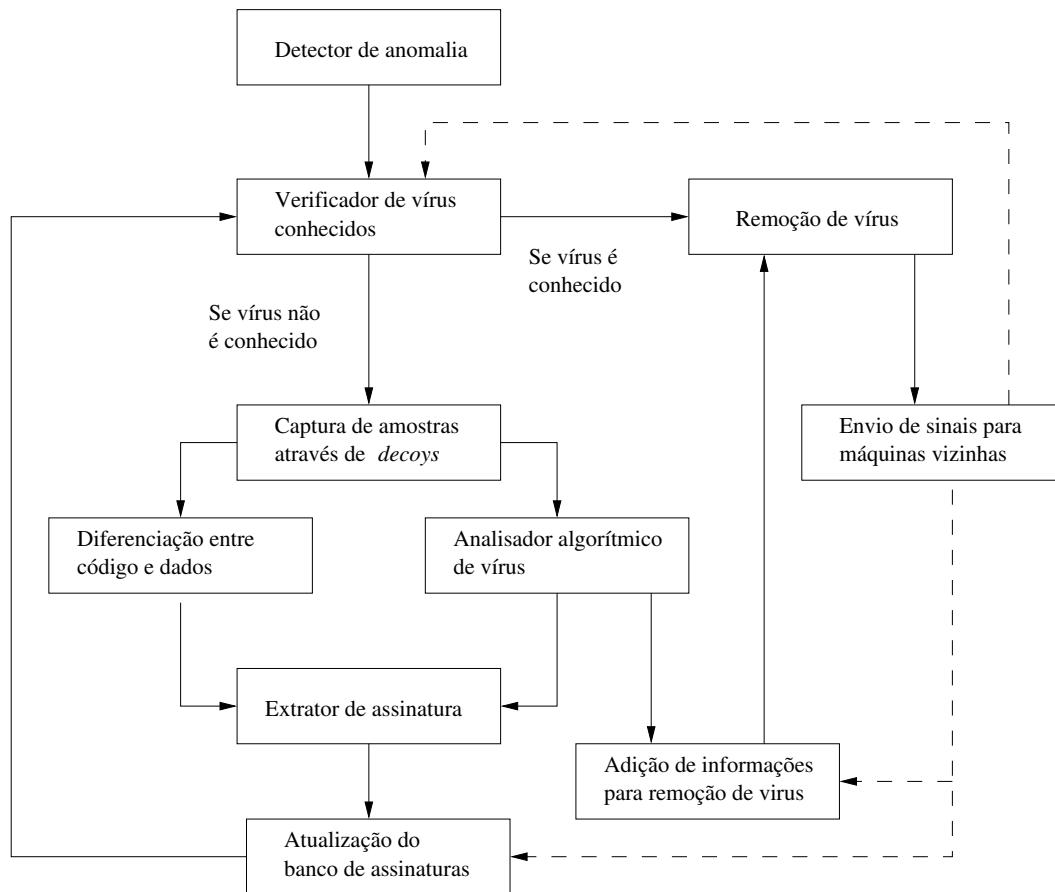 Detector de anomalia
Verificador de vírus
conhecidos
Remoção de vírus
Se vírus é
conhecido
Se vírus não
é conhecido
Captura de amostras
através de decoys
Envio de sinais para
máquinas vizinhas
Diferenciação entre
código e dados
Analisador algorítmico
de vírus
Extrator de assinatura
Adição de informações
para remoção de virus
Atualização do
banco de assinaturas